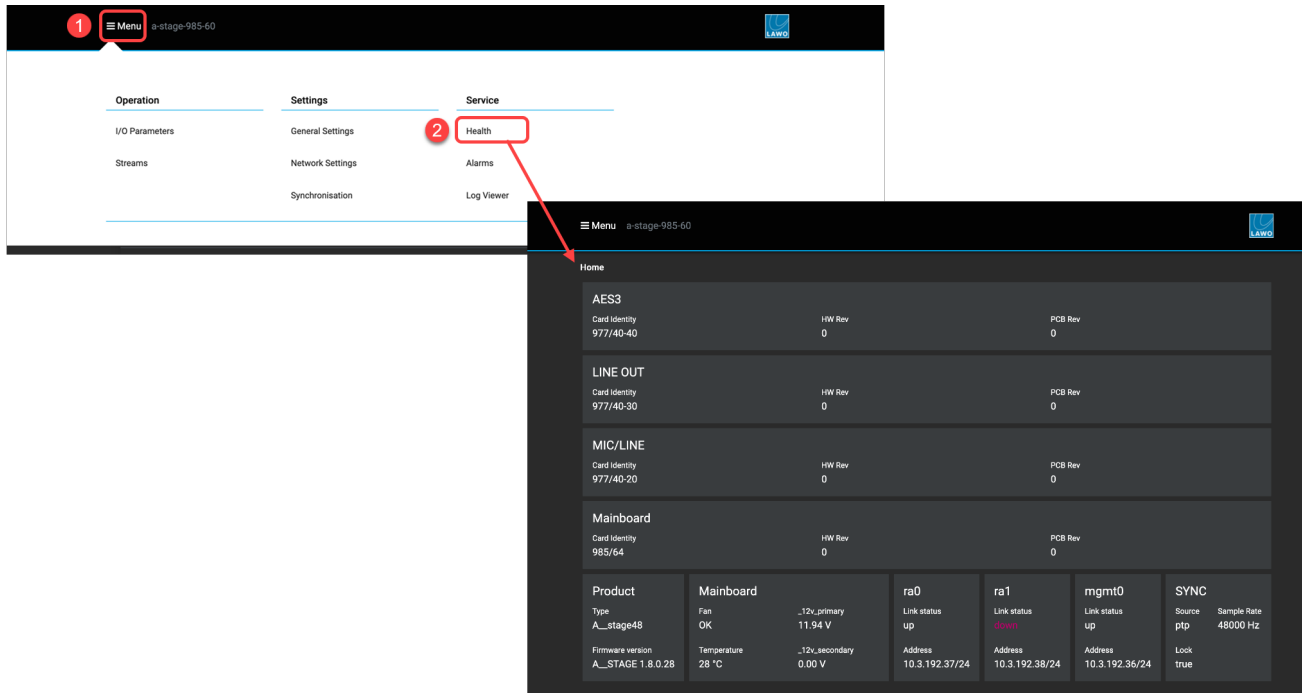 1
Menu a-stage-985-60
LAWO
Operation Settings Service
I/O Parameters General Settings 2 Health
Streams Network Settings Alarms
Synchronisation Log Viewer
Menu a-stage-985-60
LAWO
Home
AES3
Card Identity HW Rev PCB Rev
977/40-40 0 0
LINE OUT
Card Identity HW Rev PCB Rev
977/40-30 0 0
MIC/LINE
Card Identity HW Rev PCB Rev
977/40-20 0 0
Mainboard
Card Identity HW Rev PCB Rev
985/64 0 0
Product Mainboard ra0 ra1 mgmt0 SYNC
Type Fan _12v_primary Link status Link status Link status Source Sample Rate
A__stage48 OK 11.94 V up down up ptp 48000 Hz
Firmware version Temperature _12v_secondary Address Address Address Lock
A__STAGE 1.8.0.28 28 °C 0.00 V 10.3.192.37/24 10.3.192.38/24 10.3.192.36/24 true